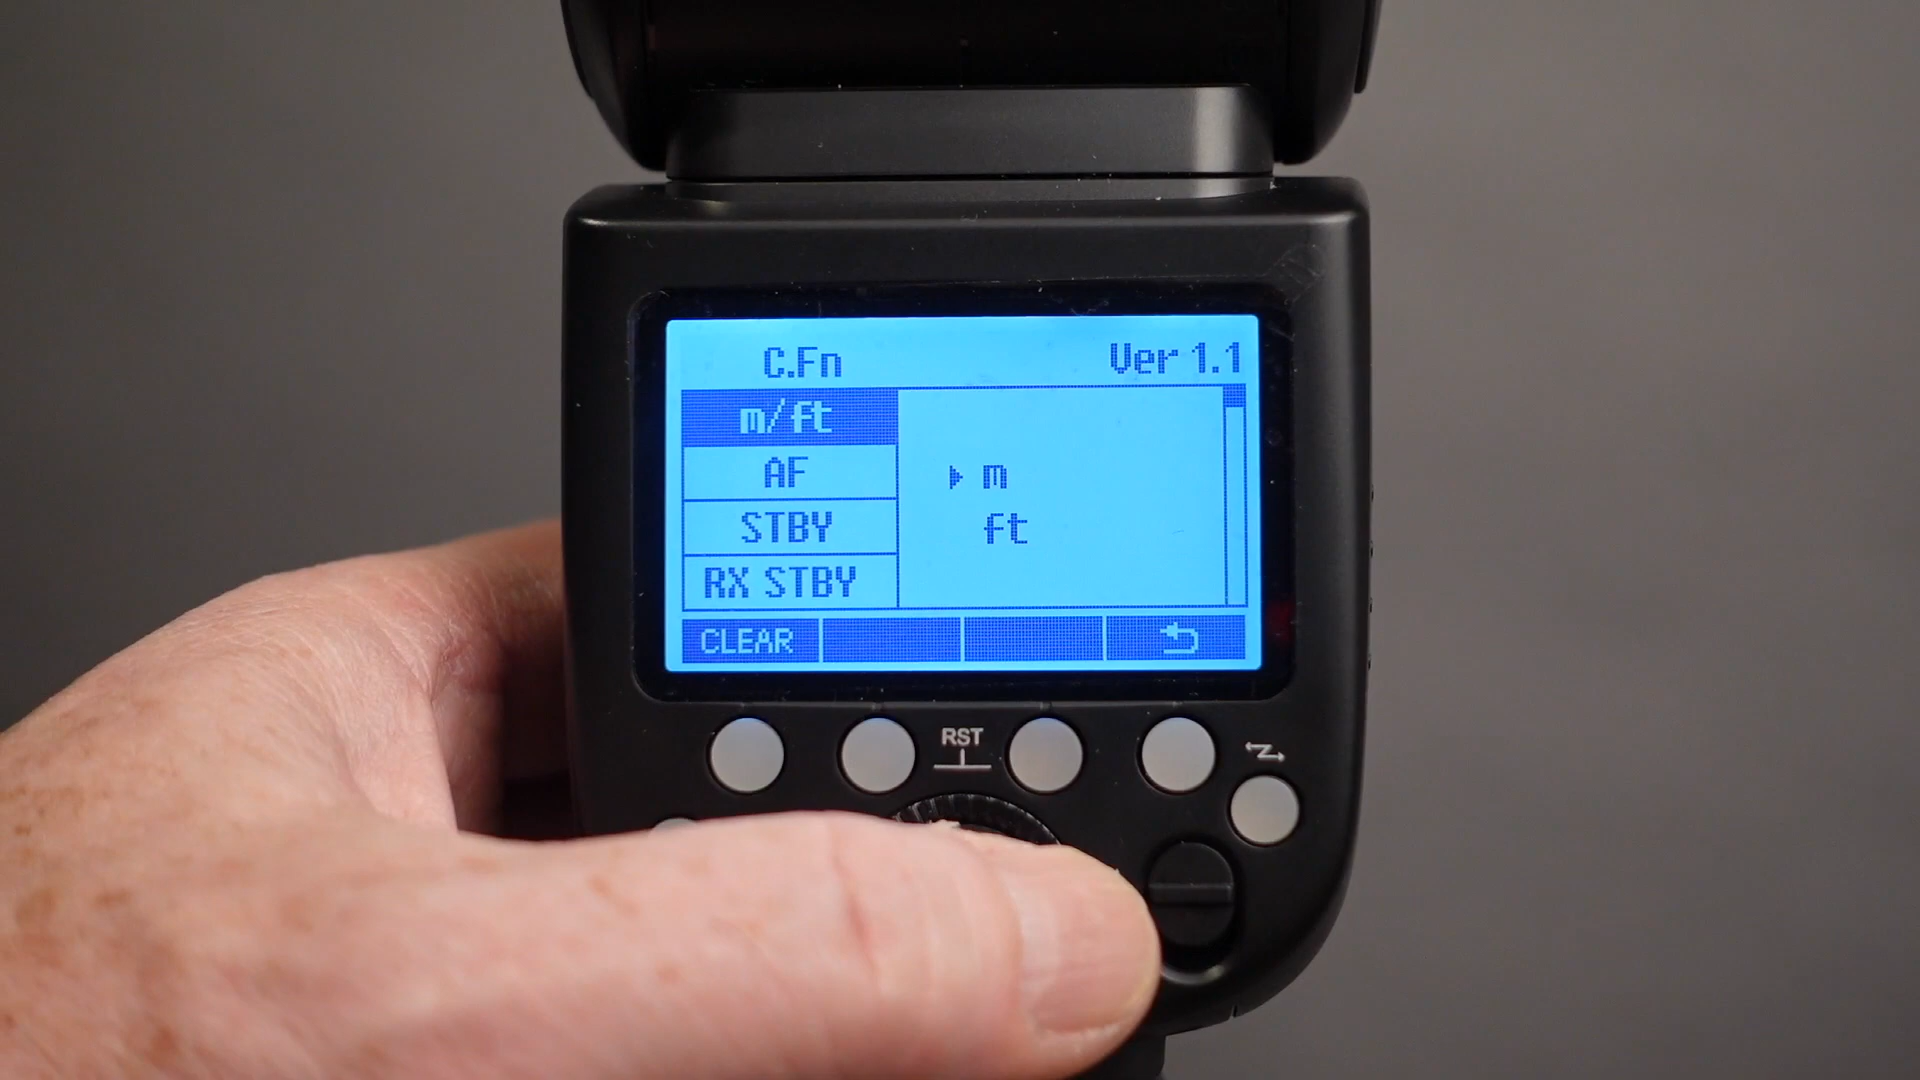 C.Fn Ver 1.1
m/ft
AF
STBY
RX STBY
m
ft
CLEAR
RST